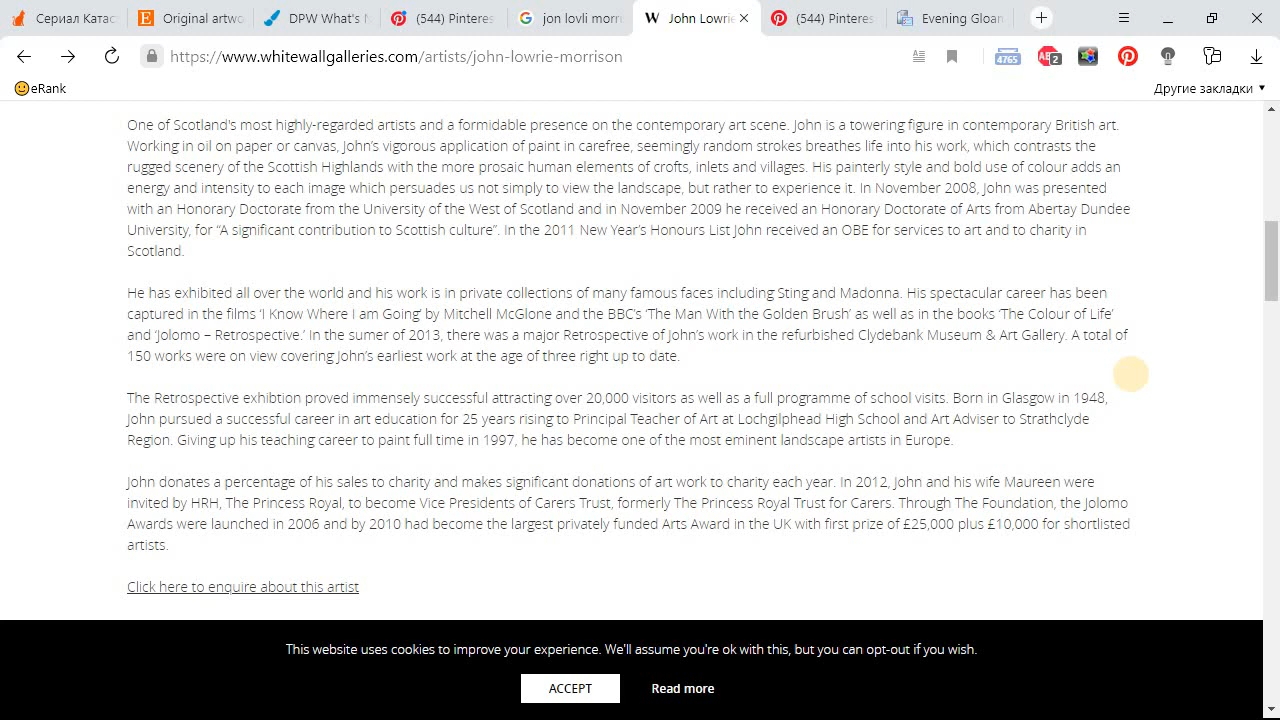 Сериал Катас
Original artwo
DPW What's N
(544) Pinteres
jon lovli morri
John Lowrie
(544) Pinteres
Evening Gloan
https://www.whitewallgalleries.com/artists/john-lowrie-morrison
4765
2
eRank
Другие закладки
One of Scotland's most highly-regarded artists and a formidable presence on the contemporary art scene. John is a towering figure in contemporary British art.
Working in oil on paper or canvas, John's vigorous application of paint in carefree, seemingly random strokes breathes life into his work, which contrasts the
rugged scenery of the Scottish Highlands with the more prosaic human elements of crofts, inlets and villages. His painterly style and bold use of colour adds an
energy and intensity to each image which persuades us not simply to view the landscape, but rather to experience it. In November 2008, John was presented
with an Honorary Doctorate from the University of the West of Scotland and in November 2009 he received an Honorary Doctorate of Arts from Abertay Dundee
University, for “A significant contribution to Scottish culture”. In the 2011 New Year's Honours List John received an OBE for services to art and to charity in
Scotland.
He has exhibited all over the world and his work is in private collections of many famous faces including Sting and Madonna. His spectacular career has been
captured in the films ‘I Know Where I am Going’ by Mitchell McGlone and the BBC's ‘The Man With the Golden Brush’ as well as in the books ‘The Colour of Life’
and ‘Jolomo – Retrospective.’ In the sumer of 2013, there was a major Retrospective of John's work in the refurbished Clydebank Museum & Art Gallery. A total of
150 works were on view covering John's earliest work at the age of three right up to date.
The Retrospective exhibtion proved immensely successful attracting over 20,000 visitors as well as a full programme of school visits. Born in Glasgow in 1948,
John pursued a successful career in art education for 25 years rising to Principal Teacher of Art at Lochgilphead High School and Art Adviser to Strathclyde
Region. Giving up his teaching career to paint full time in 1997, he has become one of the most eminent landscape artists in Europe.
John donates a percentage of his sales to charity and makes significant donations of art work to charity each year. In 2012, John and his wife Maureen were
invited by HRH, The Princess Royal, to become Vice Presidents of Carers Trust, formerly The Princess Royal Trust for Carers. Through The Foundation, the Jolomo
Awards were launched in 2006 and by 2010 had become the largest privately funded Arts Award in the UK with first prize of £25,000 plus £10,000 for shortlisted
artists.
Click here to enquire about this artist
This website uses cookies to improve your experience. We'll assume you're ok with this, but you can opt-out if you wish.
ACCEPT
Read more